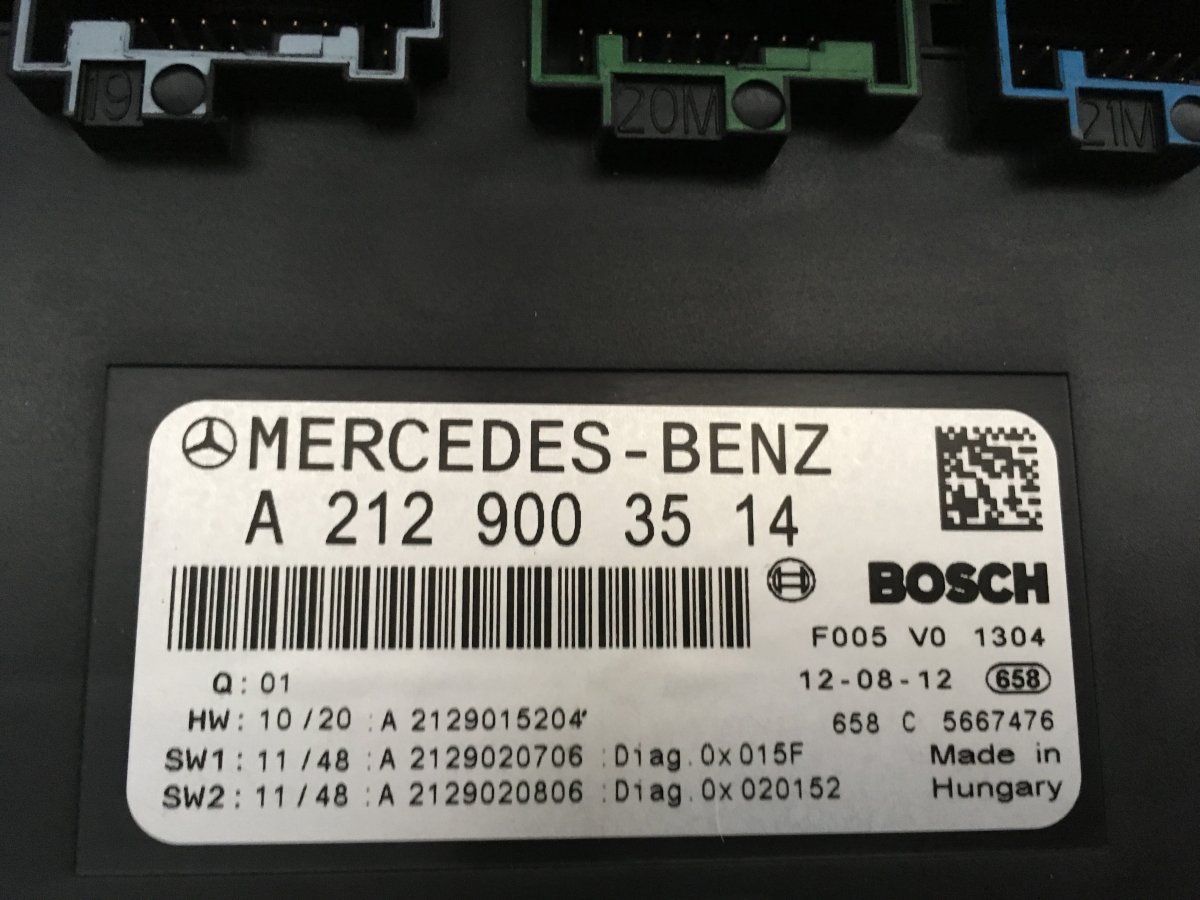 19
20M
21M
MERCEDES-BENZ
A 212 900 35 14
BOSCH
F005 V0 1304
Q: 01
12-08-12 658
HW: 10/20 :A 2129015204
658 C 5667476
SW1: 11/48 :A 2129020706 :Diag.0x015F
Made in
SW2: 11/48 :A 2129020806 :Diag.0x020152
Hungary